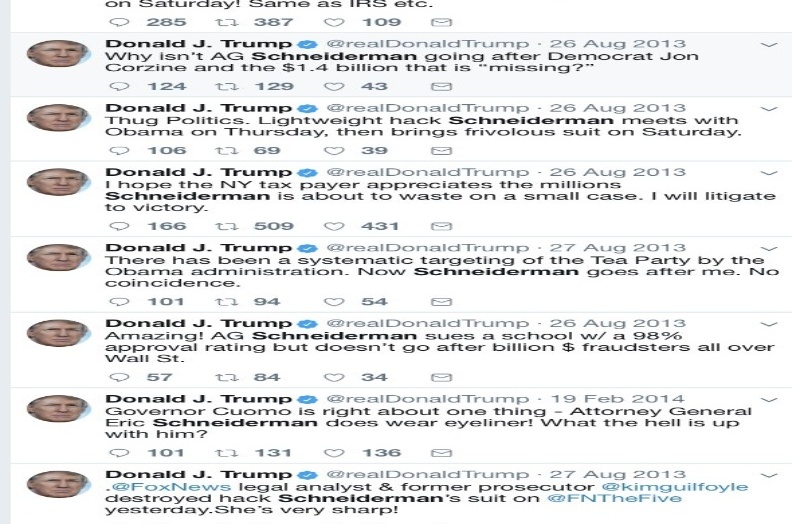 on Saturday! Same as IRS etc.
285 387 109
Donald J. Trump @realDonaldTrump · 26 Aug 2013
Why isn't AG Schneiderman going after Democrat Jon
Corzine and the $1.4 billion that is "missing?"
124 129 43
Donald J. Trump @realDonaldTrump · 26 Aug 2013
Thug Politics. Lightweight hack Schneiderman meets with
Obama on Thursday, then brings frivolous suit on Saturday.
106 69 39
Donald J. Trump @realDonaldTrump · 26 Aug 2013
I hope the NY tax payer appreciates the millions
Schneiderman is about to waste on a small case. I will litigate
to victory.
166 509 431
Donald J. Trump @realDonaldTrump · 27 Aug 2013
There has been a systematic targeting of the Tea Party by the
Obama administration. Now Schneiderman goes after me. No
coincidence.
101 94 54
Donald J. Trump @realDonaldTrump · 26 Aug 2013
Amazing! AG Schneiderman sues a school w/ a 98%
approval rating but doesn't go after billion $ fraudsters all over
Wall St.
57 84 34
Donald J. Trump @realDonaldTrump · 19 Feb 2014
Governor Cuomo is right about one thing - Attorney General
Eric Schneiderman does wear eyeliner! What the hell is up
with him?
101 131 136
Donald J. Trump @realDonaldTrump · 27 Aug 2013
.@FoxNews legal analyst & former prosecutor @kimguilfoyle
destroyed hack Schneiderman's suit on @FNTheFive
yesterday.She's very sharp!